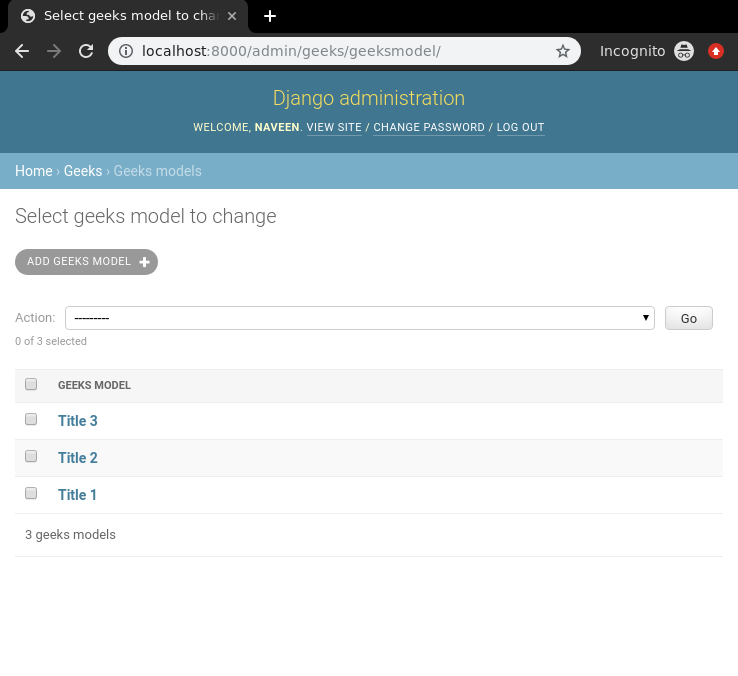 Select geeks model to chan
localhost:8000/admin/geeks/geeksmodel/
Incognito
Django administration
WELCOME, NAVEEN. VIEW SITE / CHANGE PASSWORD / LOG OUT
Home › Geeks › Geeks models
Select geeks model to change
ADD GEEKS MODEL +
Action: --------- Go
0 of 3 selected
GEEKS MODEL
Title 3
Title 2
Title 1
3 geeks models